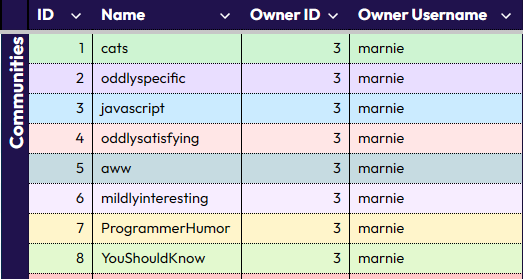 ID Name Owner ID Owner Username
Communities
1 cats 3 marnie
2 oddlyspecific 3 marnie
3 javascript 3 marnie
4 oddlysatisfying 3 marnie
5 aww 3 marnie
6 mildlyinteresting 3 marnie
7 ProgrammerHumor 3 marnie
8 YouShouldKnow 3 marnie